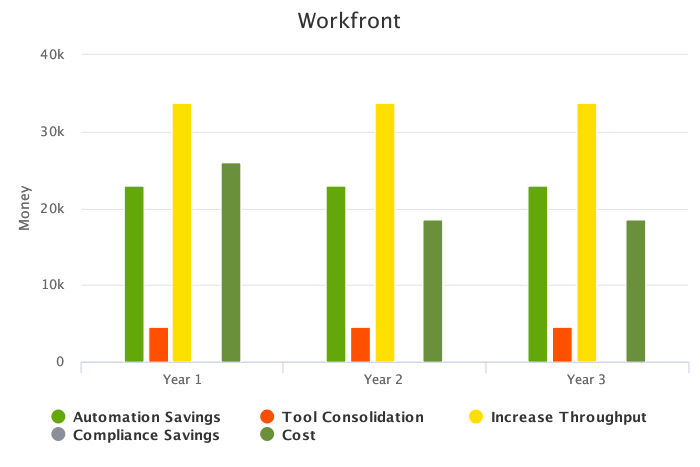 Workfront
40k
30k
20k
10k
0
Money
Year 1 Year 2 Year 3
Automation Savings Tool Consolidation Increase Throughput
Compliance Savings Cost